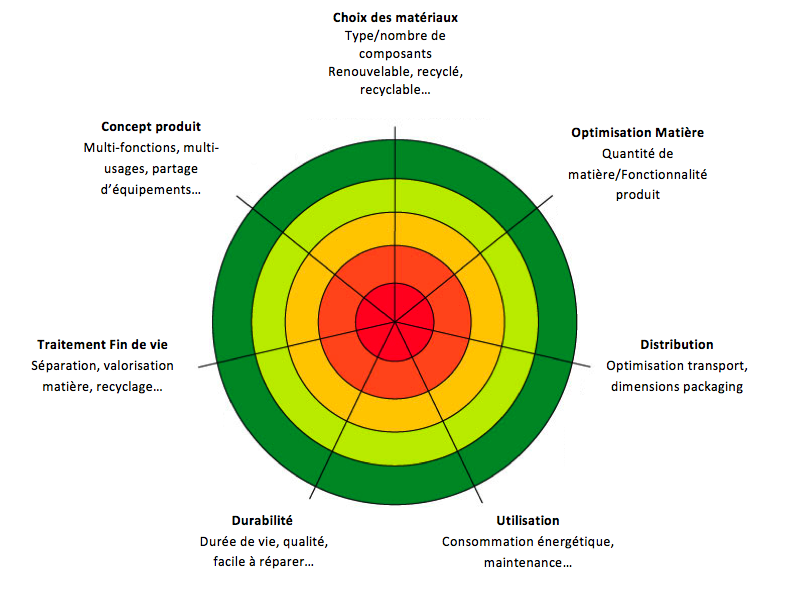 Choix des matériaux
Type/nombre de
composants
Renouvelable, recyclé,
recyclable…
Concept produit
Multi-fonctions, multi-
usages, partage
d’équipements…
Optimisation Matière
Quantité de
matière/Fonctionnalité
produit
Traitement Fin de vie
Séparation, valorisation
matière, recyclage…
Distribution
Optimisation transport,
dimensions packaging
Durabilité
Durée de vie, qualité,
facile à réparer…
Utilisation
Consommation énergétique,
maintenance…